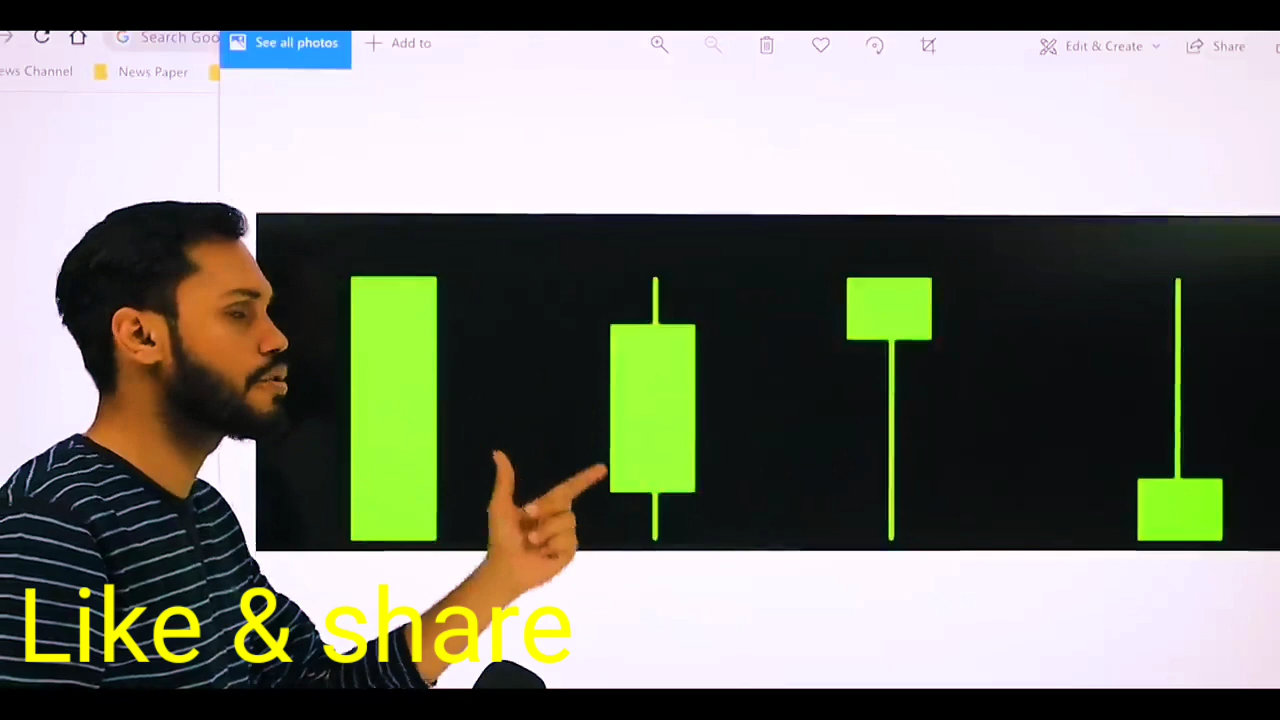 Search Goo
See all photos
Add to
Edit & Create
Share
ews Channel
News Paper
Like & share